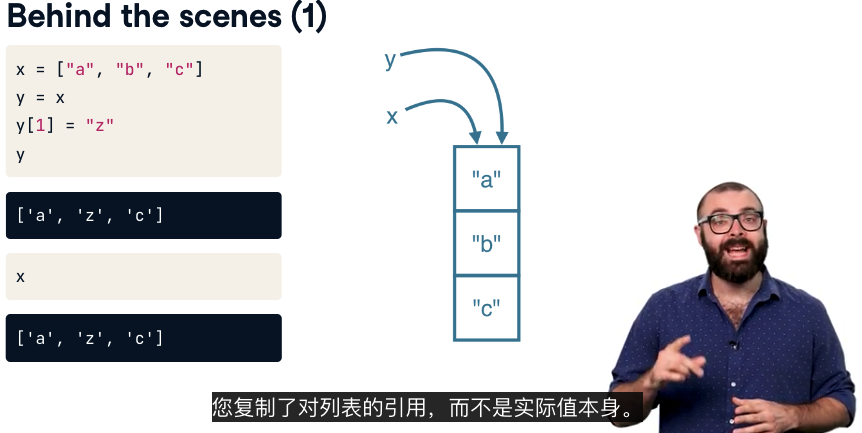 Behind the scenes (1)
x = ["a", "b", "c"]
y = x
y[1] = "z"
y
['a', 'z', 'c']
x
['a', 'z', 'c']
y
x
"a"
"b"
"c"
您复制了对列表的引用，而不是实际值本身。